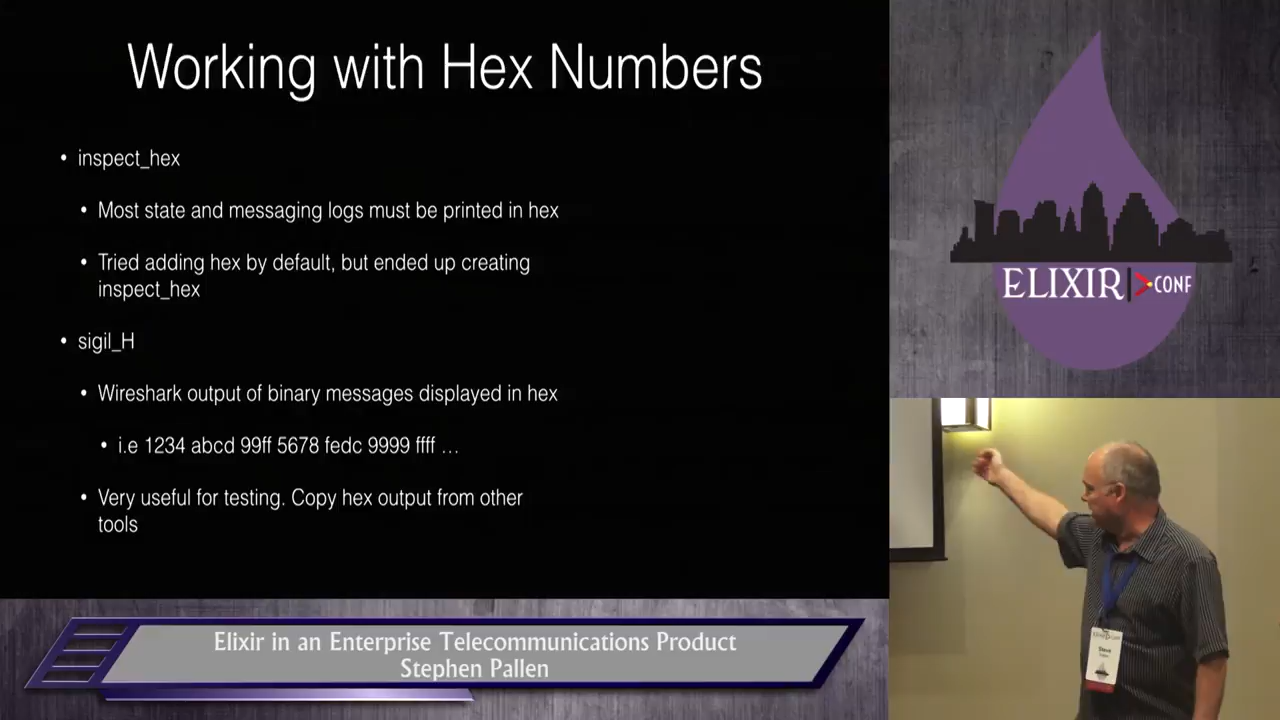 Working with Hex Numbers
• inspect_hex
• Most state and messaging logs must be printed in hex
• Tried adding hex by default, but ended up creating
inspect_hex
• sigil_H
• Wireshark output of binary messages displayed in hex
• i.e 1234 abcd 99ff 5678 fedc 9999 ffff …
• Very useful for testing. Copy hex output from other
tools
ELIXIR CONF
Elixir in an Enterprise Telecommunications Product
Stephen Pallen
Steve